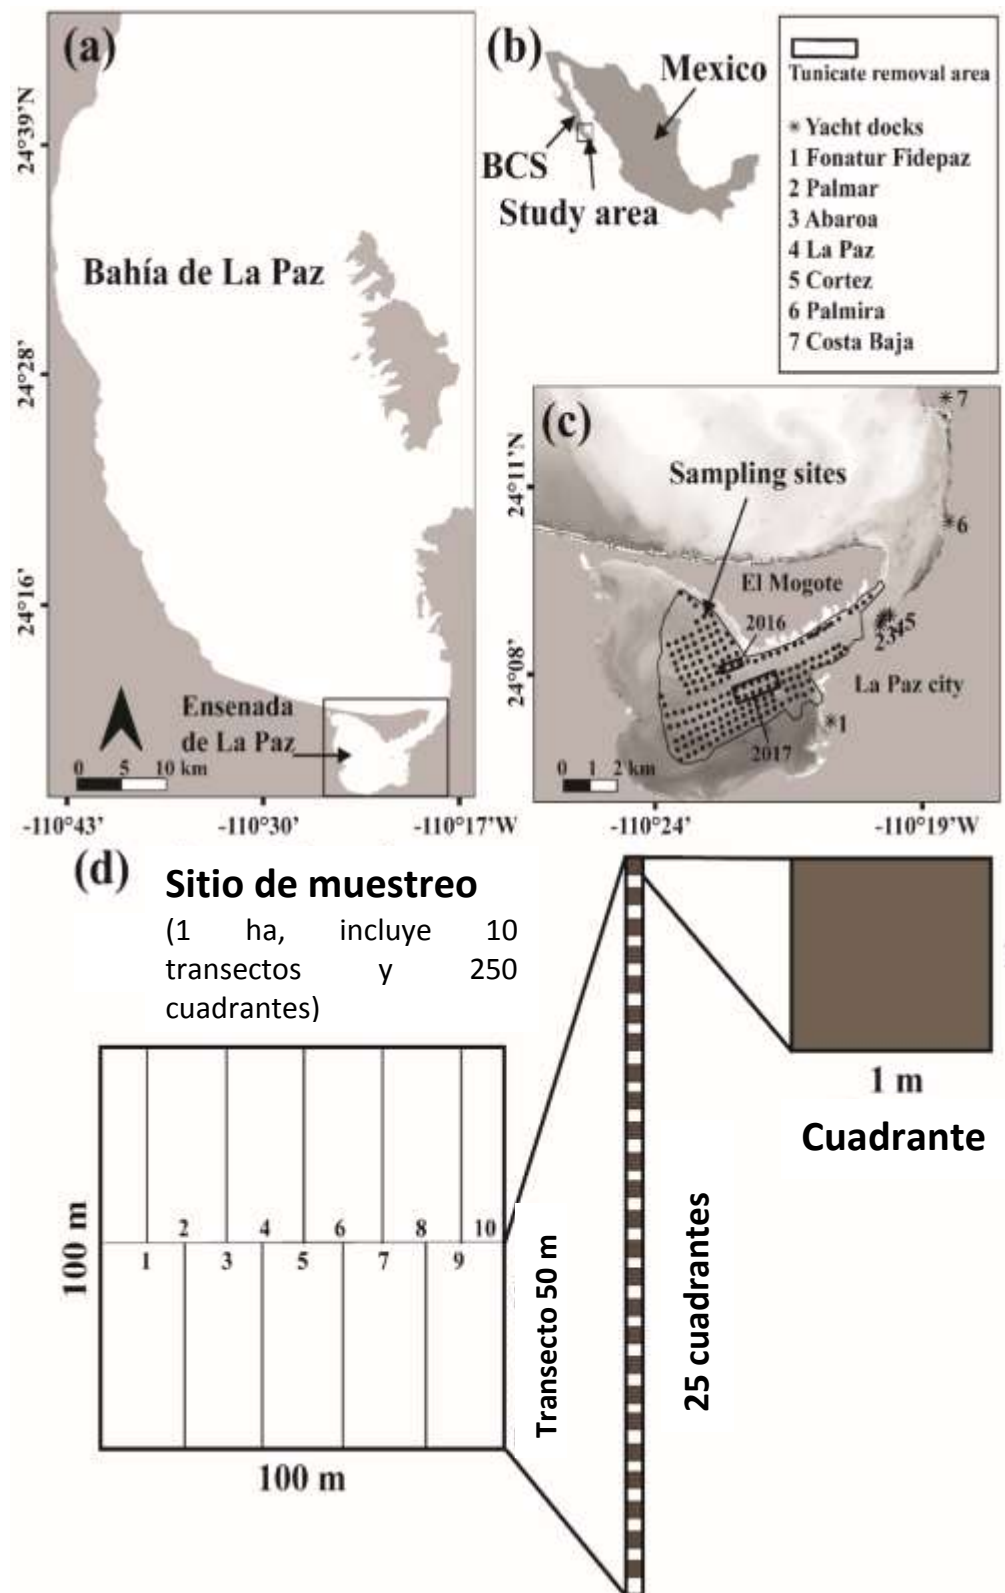 (a)
24°39'N
24°28'
24°16'
Bahía de La Paz
Ensenada
de La Paz
0 5 10 km
-110°43'
-110°30'
-110°17'W
(b)
Mexico
BCS
Study area
Tunicate removal area
* Yacht docks
1 Fonatur Fidepaz
2 Palmar
3 Abaroa
4 La Paz
5 Cortez
6 Palmira
7 Costa Baja
(c)
24°11'N
24°08'
Sampling sites
El Mogote
2016
2017
La Paz city
*7
*6
2345
*1
0 1 2 km
-110°24'
-110°19'W
(d)
Sitio de muestreo
(1 ha, incluye 10
transectos y 250
cuadrantes)
100 m
2 4 6 8 10
1 3 5 7 9
100 m
Transecto 50 m
25 cuadrantes
1 m
Cuadrante